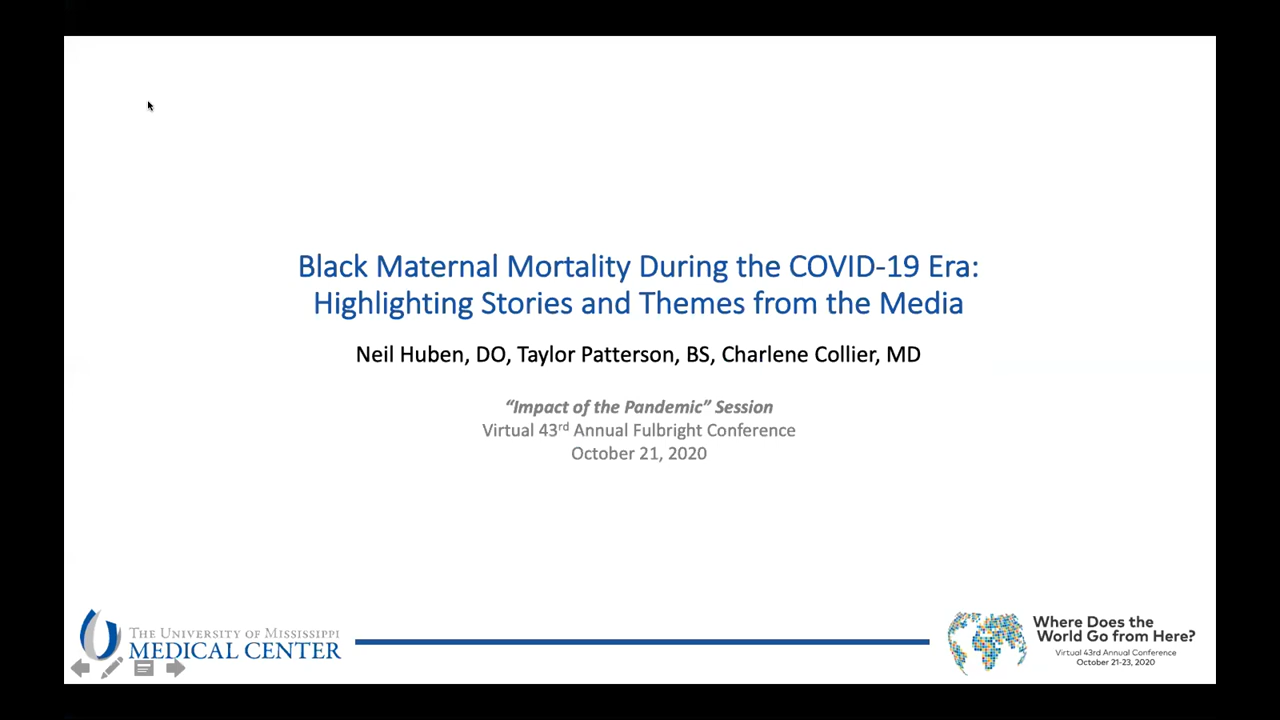 Black Maternal Mortality During the COVID-19 Era:
Highlighting Stories and Themes from the Media
Neil Huben, DO, Taylor Patterson, BS, Charlene Collier, MD
“Impact of the Pandemic” Session
Virtual 43rd Annual Fulbright Conference
October 21, 2020
THE UNIVERSITY OF MISSISSIPPI
MEDICAL CENTER
Where Does the
World Go from Here?
Virtual 43rd Annual Conference
October 21-23, 2020